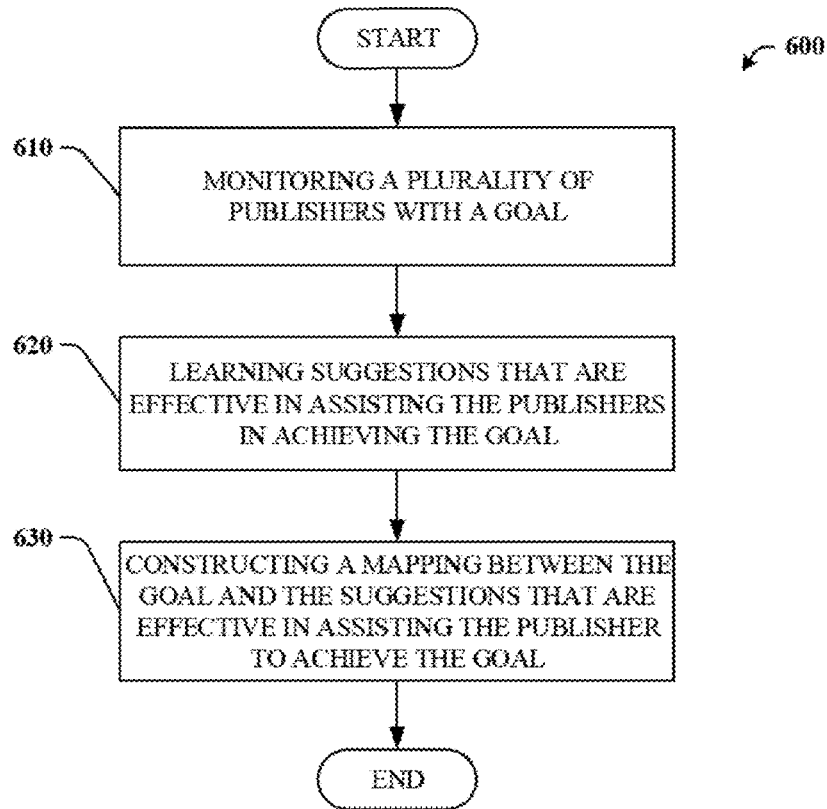 START
600
610
MONITORING A PLURALITY OF
PUBLISHERS WITH A GOAL
620
LEARNING SUGGESTIONS THAT ARE
EFFECTIVE IN ASSISTING THE PUBLISHERS
IN ACHIEVING THE GOAL
630
CONSTRUCTING A MAPPING BETWEEN THE
GOAL AND THE SUGGESTIONS THAT ARE
EFFECTIVE IN ASSISTING THE PUBLISHER
TO ACHIEVE THE GOAL
END